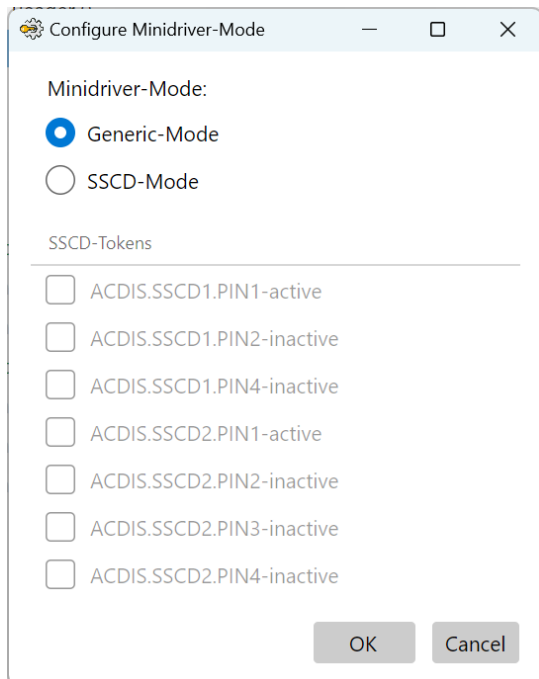 Configure Minidriver-Mode
Minidriver-Mode:
Generic-Mode
SSCD-Mode
SSCD-Tokens
ACDIS.SSCD1.PIN1-active
ACDIS.SSCD1.PIN2-inactive
ACDIS.SSCD1.PIN4-inactive
ACDIS.SSCD2.PIN1-active
ACDIS.SSCD2.PIN2-inactive
ACDIS.SSCD2.PIN3-inactive
ACDIS.SSCD2.PIN4-inactive
OK Cancel